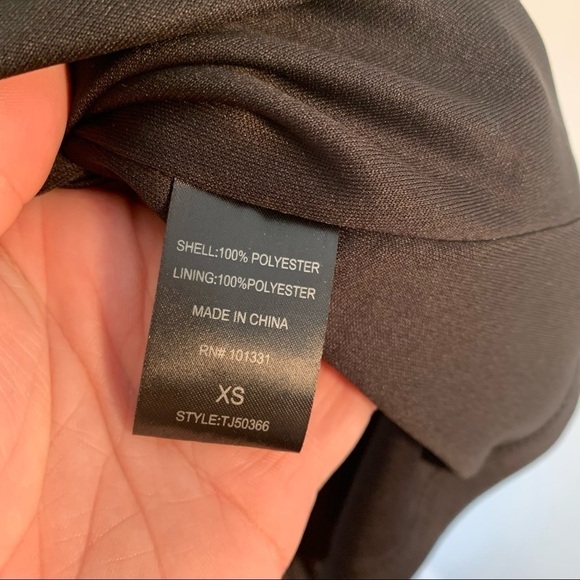 SHELL:100% POLYESTER
LINING:100%POLYESTER
MADE IN CHINA
RN# 101331
XS
STYLE:TJ50366